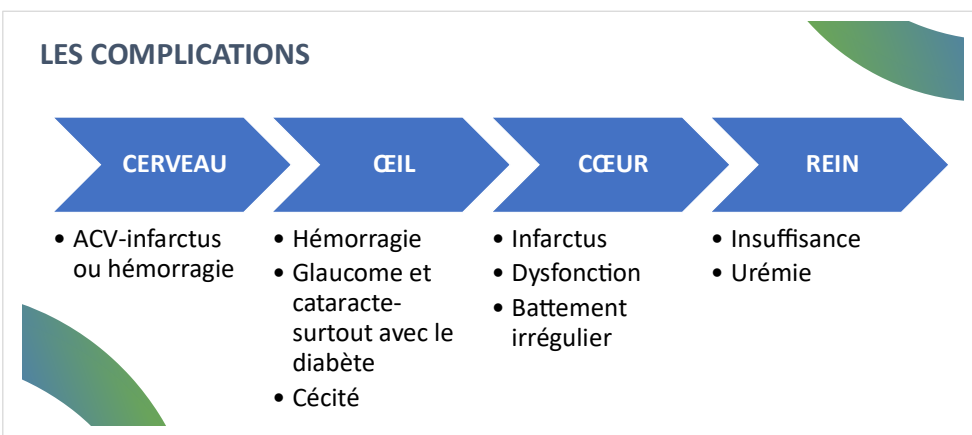 LES COMPLICATIONS
CERVEAU
• ACV-infarctus
ou hémorragie
ŒIL
• Hémorragie
• Glaucome et
cataracte-
surtout avec le
diabète
• Cécité
CŒUR
• Infarctus
• Dysfonction
• Battement
irrégulier
REIN
• Insuffisance
• Urémie